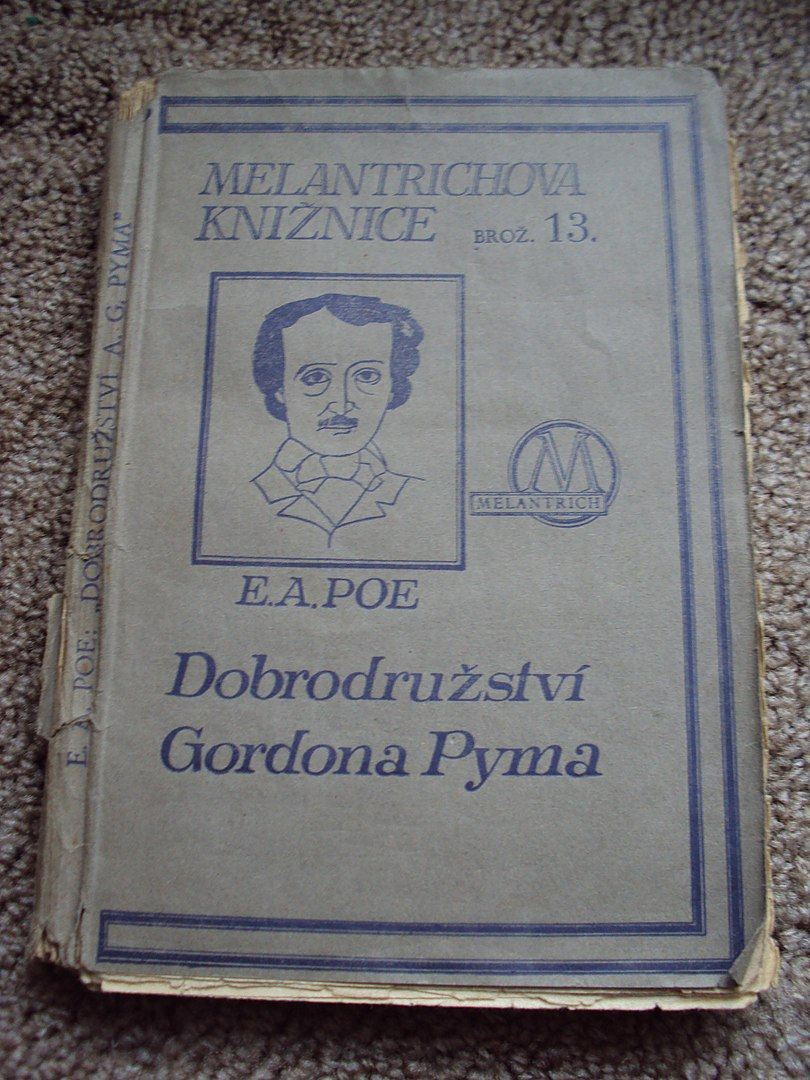 MELANTRICHOVA
KNIŽNICE BROŽ. 13.
M
MELANTRICH
E.A.POE
Dobrodružství
Gordona Pyma
E. A. POE: „DOBRODRUŽSTVÍ A. G. PYMA"